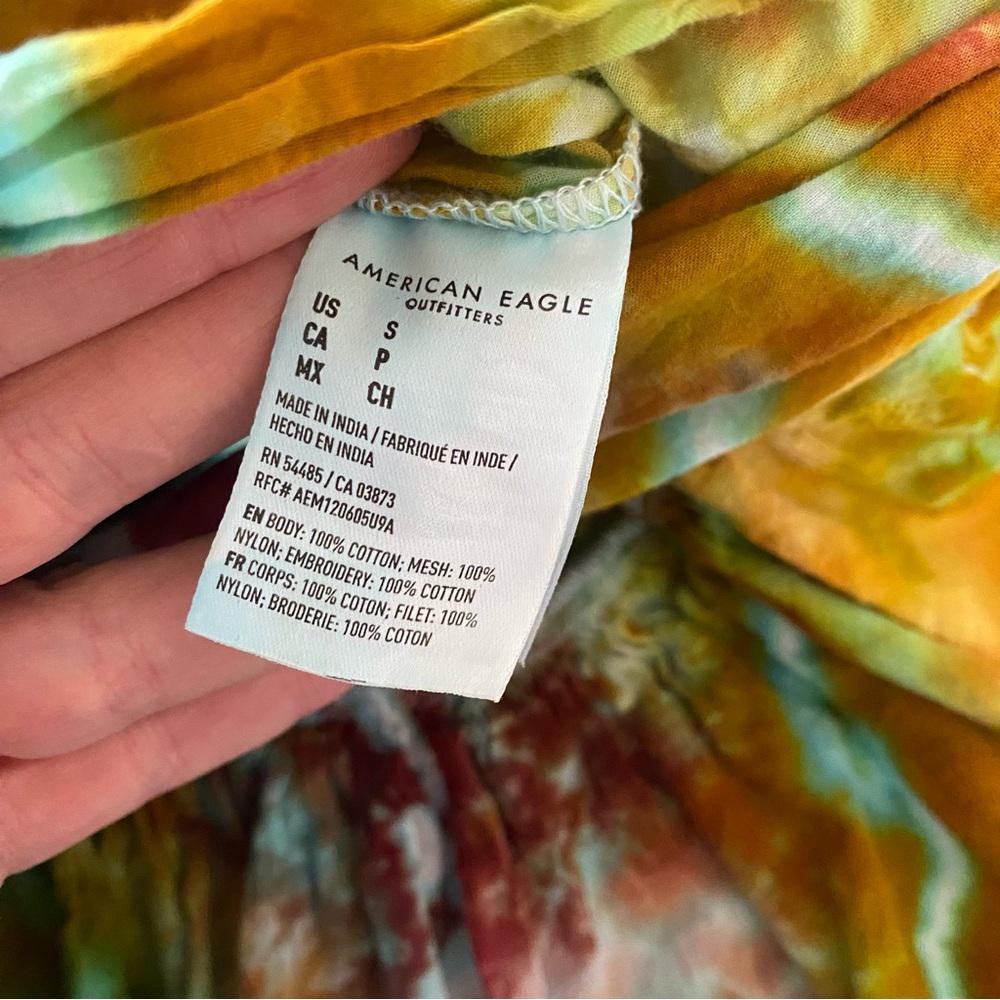 AMERICAN EAGLE
OUTFITTERS
US S
CA P
MX CH
MADE IN INDIA / FABRIQUÉ EN INDE /
HECHO EN INDIA
RN 54485 / CA 03873
RFC# AEM120605U9A
EN BODY: 100% COTTON; MESH: 100%
NYLON; EMBROIDERY: 100% COTTON
FR CORPS: 100% COTON; FILET: 100%
NYLON; BRODERIE: 100% COTON